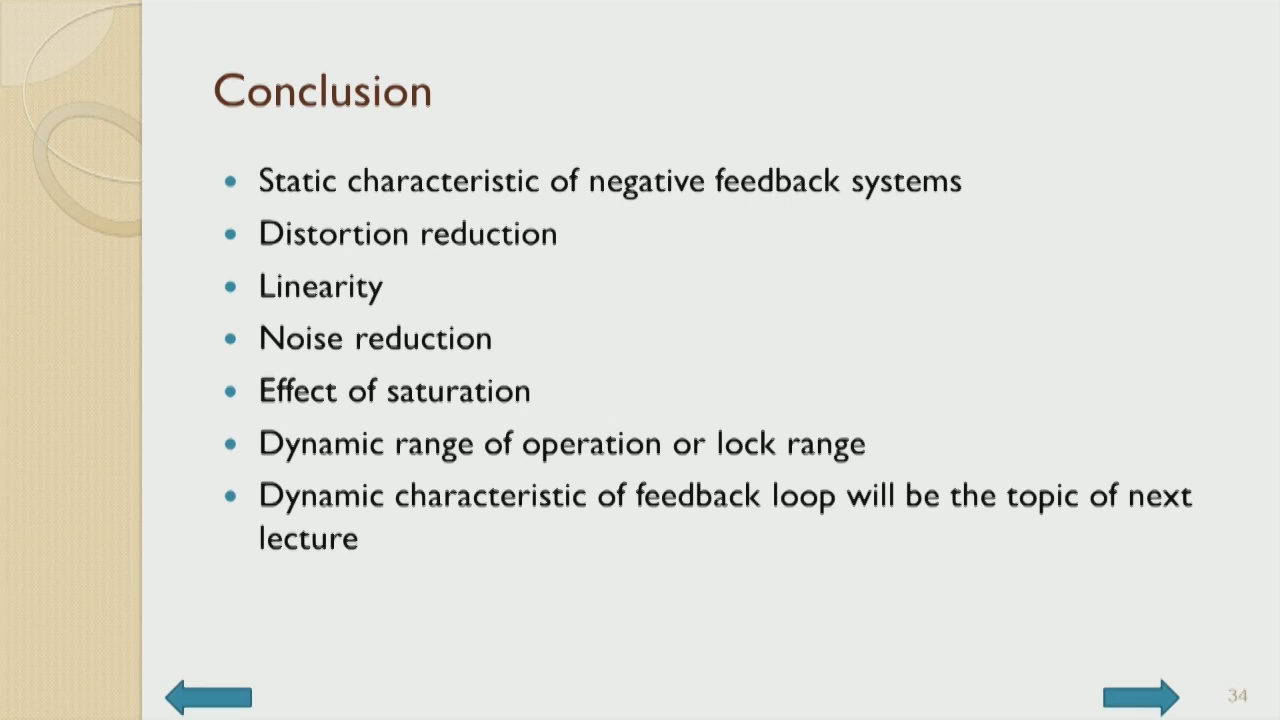 Conclusion
Static characteristic of negative feedback systems
Distortion reduction
Linearity
Noise reduction
Effect of saturation
Dynamic range of operation or lock range
Dynamic characteristic of feedback loop will be the topic of next
lecture
34